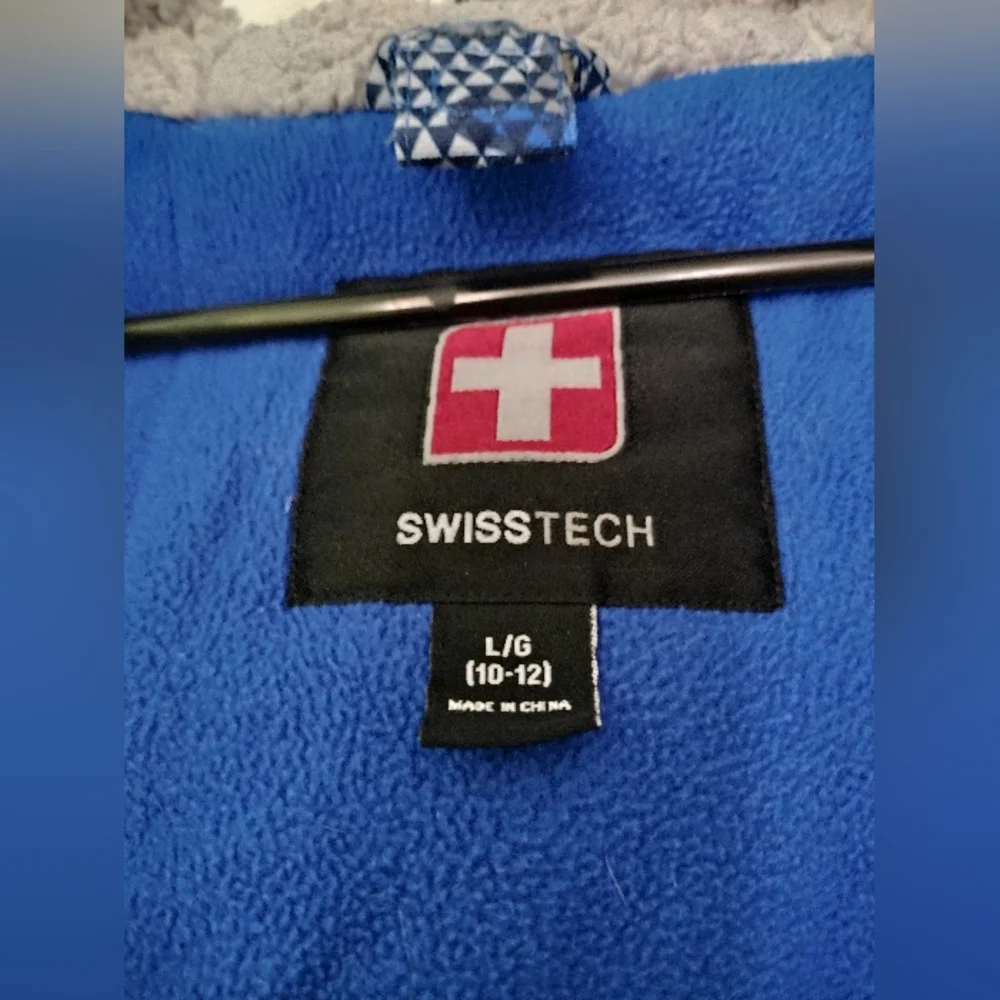 SWISSTECH
L/G
(10-12)
MADE IN CHINA